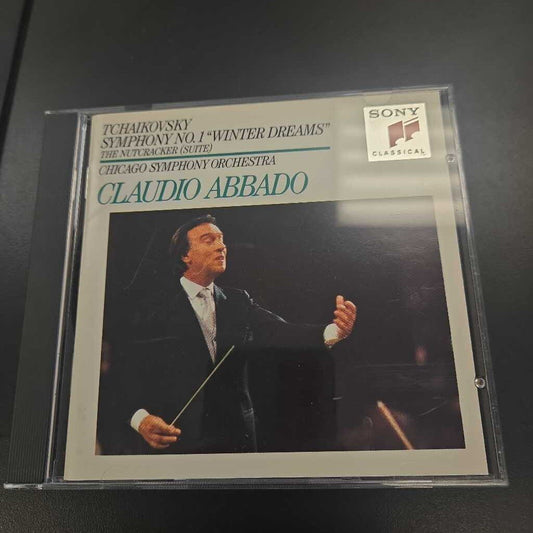 TCHAIKOVSKY
SYMPHONY NO. 1 "WINTER DREAMS"
THE NUTCRACKER (SUITE)
CHICAGO SYMPHONY ORCHESTRA
CLAUDIO ABBADO
SONY
CLASSICAL